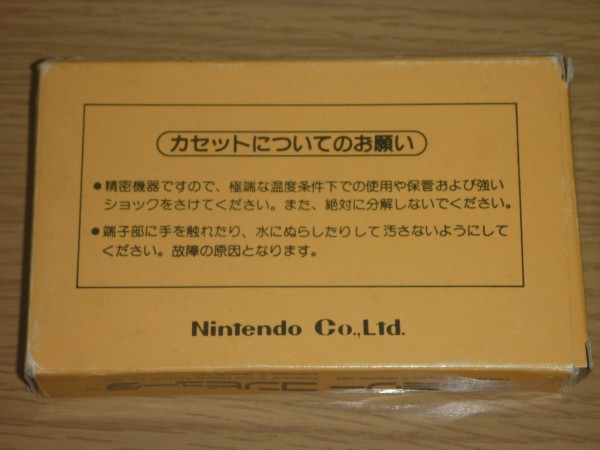 カセットについてのお願い
●精密機器ですので、極端な温度条件下での使用や保管および強い
ショックをさけてください。また、絶対に分解しないでください。
●端子部に手を触れたり、水にぬらしたりして汚さないようにして
ください。故障の原因となります。
Nintendo Co.,Ltd.